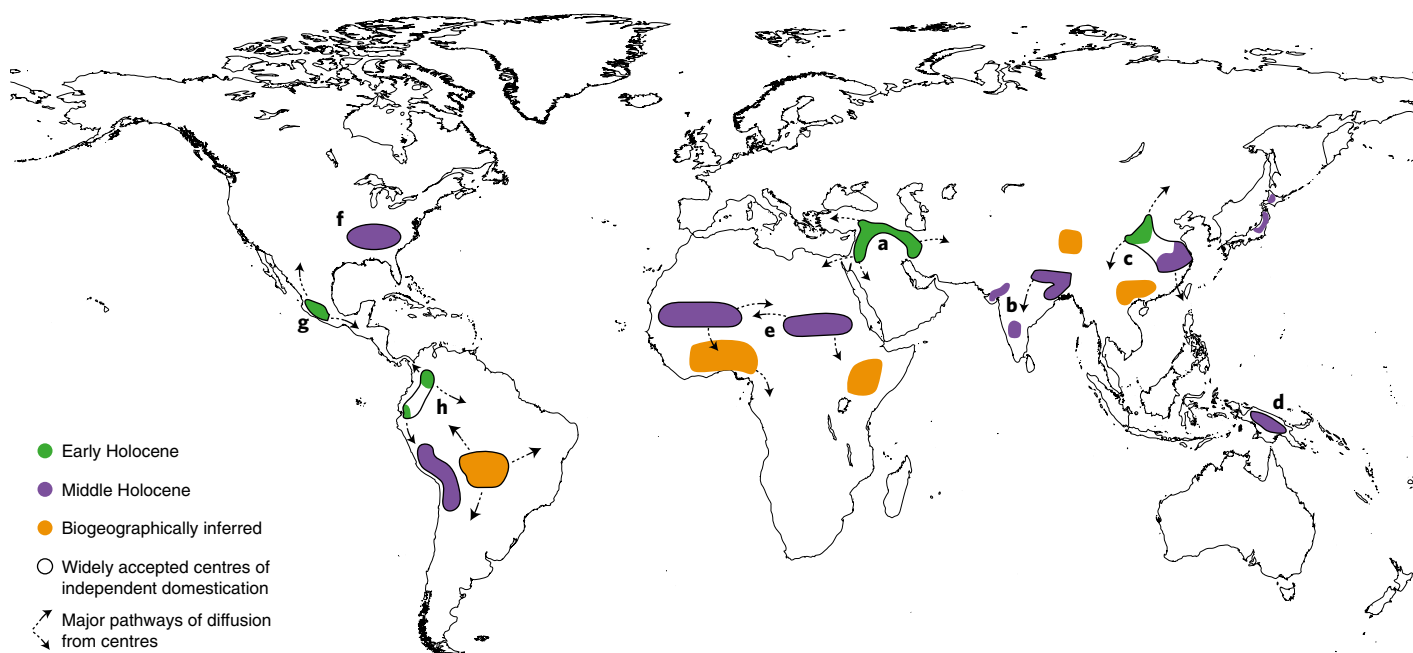 f
a
c
b
g
e
d
h
Early Holocene
Middle Holocene
Biogeographically inferred
Widely accepted centres of
independent domestication
Major pathways of diffusion
from centres